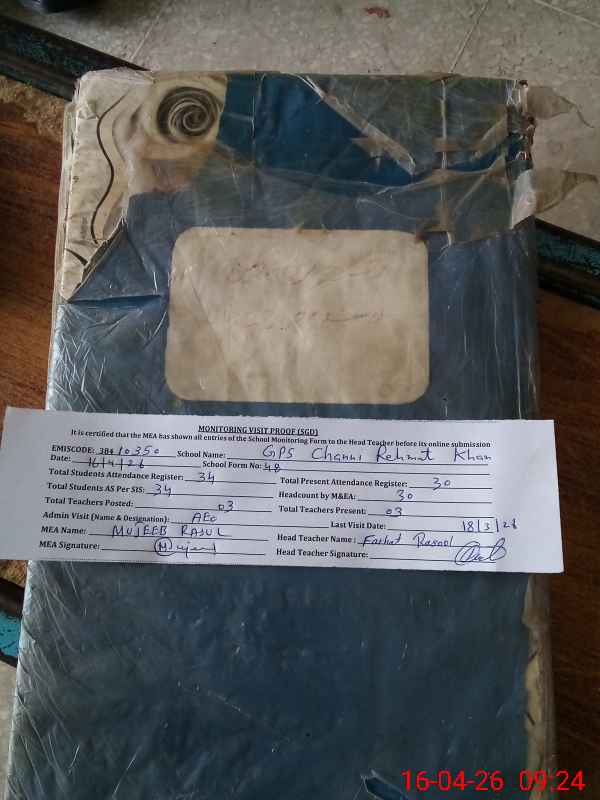 MONITORING VISIT PROOF (SGD)
It is certified that the MEA has shown all entries of the School Monitoring Form to the Head Teacher before its online submission
EMISCODE: 38410350 School Name: GPS Channi Rehmat Khan
Date: 16/4/26 School Form No: 48
Total Students Attendance Register: 34 Total Present Attendance Register: 30
Total Students AS Per SIS: 34 Headcount by M&EA: 30
Total Teachers Posted: 03 Total Teachers Present: 03
Admin Visit (Name & Designation): AEO Last Visit Date: 18/3/26
MEA Name: MUJEEB RASUL Head Teacher Name: Farhat Rasool
MEA Signature: Mujeeb Head Teacher Signature:
16-04-26 09:24